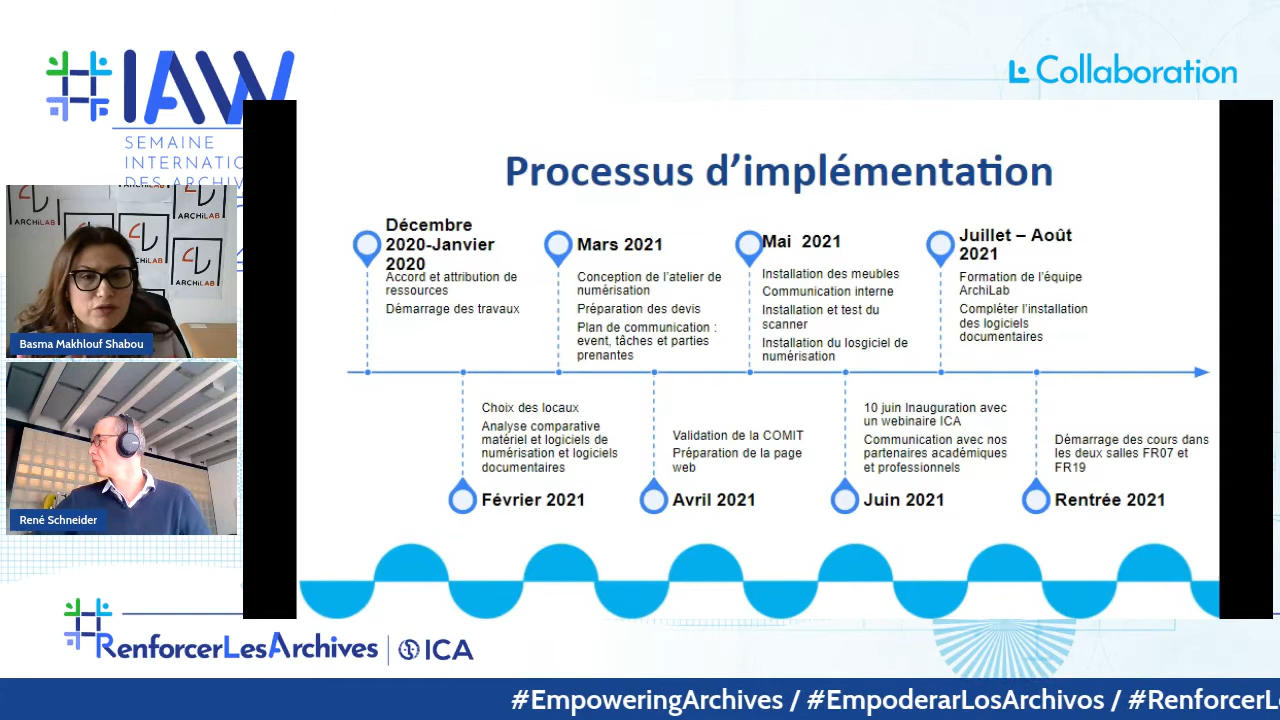 #IAW
SEMAINE
INTERNATIO
DES ARCHIV
Collaboration
Processus d'implémentation
Décembre
2020-Janvier
2020
Accord et attribution de
ressources
Démarrage des travaux
Mars 2021
Conception de l'atelier de
numérisation
Préparation des devis
Plan de communication :
event, tâches et parties
prenantes
Mai 2021
Installation des meubles
Communication interne
Installation et test du
scanner
Installation du losgiciel de
numérisation
Juillet – Août
2021
Formation de l'équipe
ArchiLab
Compléter l'installation
des logiciels
documentaires
Choix des locaux
Analyse comparative
matériel et logiciels de
numérisation et logiciels
documentaires
Février 2021
Validation de la COMIT
Préparation de la page
web
Avril 2021
10 juin Inauguration avec
un webinaire ICA
Communication avec nos
partenaires académiques
et professionnels
Juin 2021
Démarrage des cours dans
les deux salles FR07 et
FR19
Rentrée 2021
ARCHiLAB
ARCHiLAB
ARCHiLAB
ARCHiLAB
Basma Makhlouf Shabou
René Schneider
#RenforcerLesArchives
ICA
#EmpoweringArchives / #EmpoderarLosArchivos / #RenforcerL